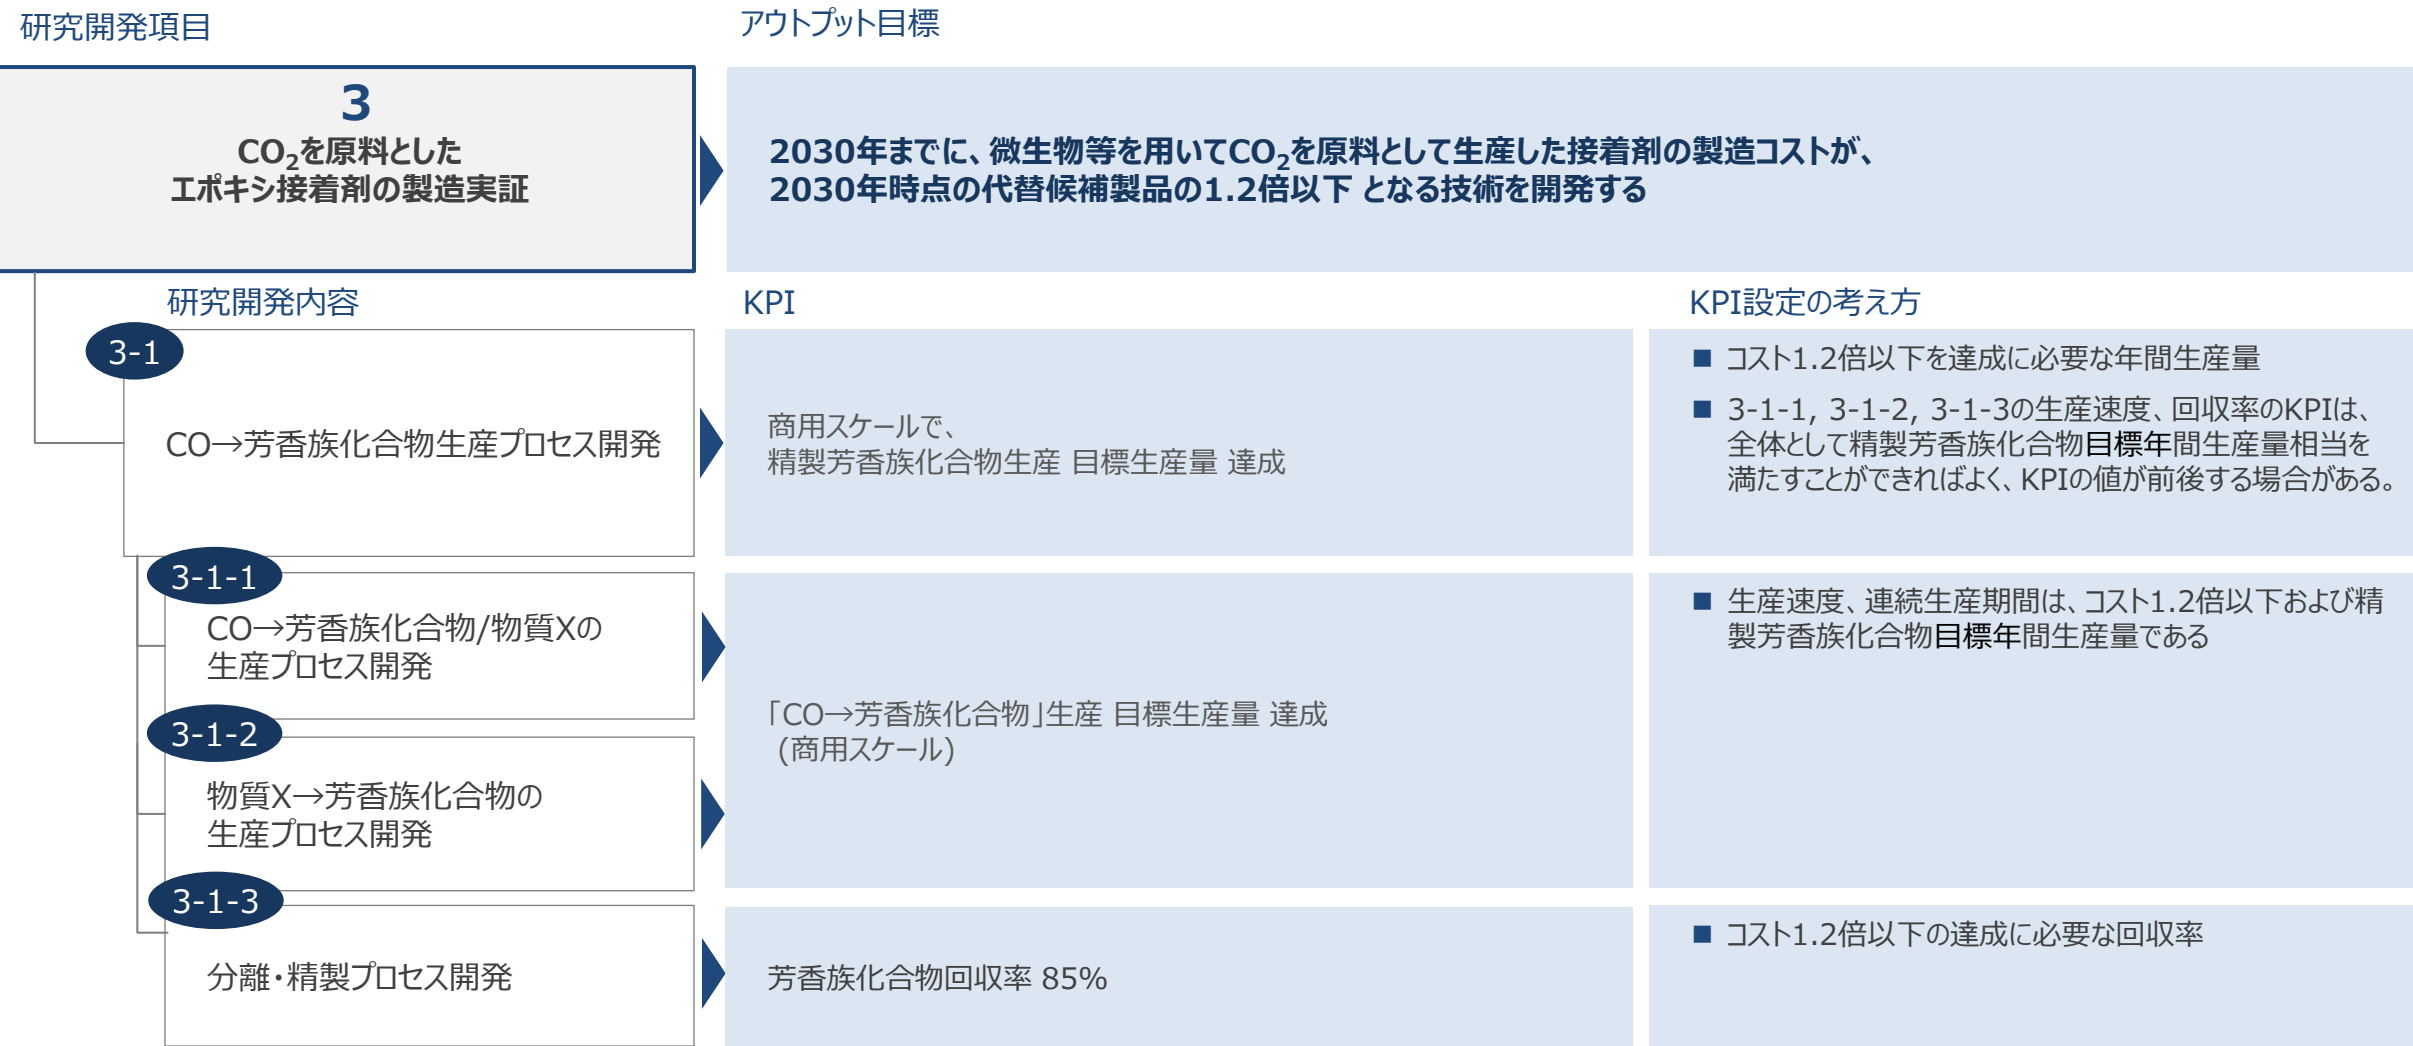 研究開発項目
アウトプット目標
3
CO₂を原料とした
エポキシ接着剤の製造実証
2030年までに、微生物等を用いてCO₂を原料として生産した接着剤の製造コストが、
2030年時点の代替候補製品の1.2倍以下 となる技術を開発する
研究開発内容
KPI
KPI設定の考え方
3-1
CO→芳香族化合物生産プロセス開発
商用スケールで、
精製芳香族化合物生産 目標生産量 達成
■ コスト1.2倍以下を達成に必要な年間生産量
■ 3-1-1, 3-1-2, 3-1-3の生産速度、回収率のKPIは、
全体として精製芳香族化合物目標年間生産量相当を
満たすことができればよく、KPIの値が前後する場合がある。
3-1-1
CO→芳香族化合物/物質Xの
生産プロセス開発
「CO→芳香族化合物」生産 目標生産量 達成
(商用スケール)
■ 生産速度、連続生産期間は、コスト1.2倍以下および精
製芳香族化合物目標年間生産量である
3-1-2
物質X→芳香族化合物の
生産プロセス開発
3-1-3
分離・精製プロセス開発
芳香族化合物回収率 85%
■ コスト1.2倍以下の達成に必要な回収率